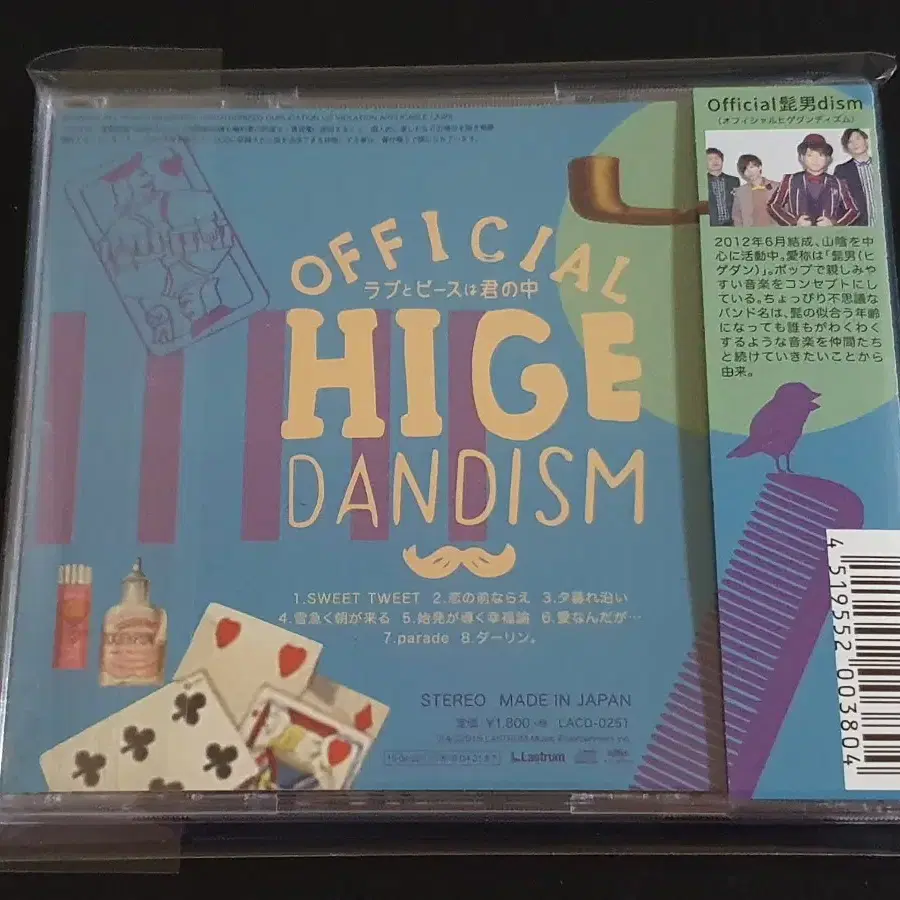 OFFICIAL
ラブとピースは君の中
HIGE
DANDISM
1.SWEET TWEET 2.恋の前ならえ 3.夕暮れ沿い
4.雪急く朝が来る 5.始発が導く幸福論 6.愛なんだが…
7.parade 8.ダーリン。
STEREO MADE IN JAPAN
定価 ¥1,800 LACD-0251
Lastrum
Official髭男dism
(オフィシャルヒゲダンディズム)
2012年6月結成、山陰を中
心に活動中。愛称は「髭男(ヒ
ゲダン)」。ポップで親しみや
すい音楽をコンセプトにし
ている。ちょっぴり不思議な
バンド名は、髭の似合う年齢
になっても誰もがわくわく
するような音楽を仲間たち
と続けていきたいことから
由来。
4 519552 003804